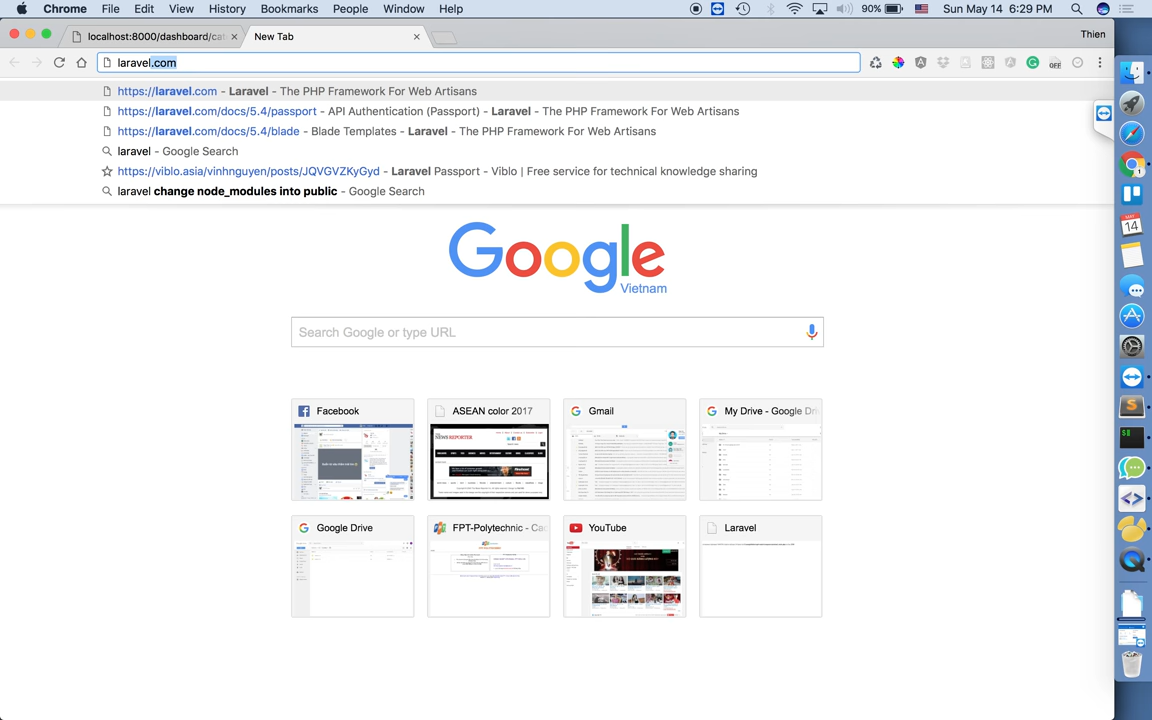 Chrome File Edit View History Bookmarks People Window Help 90% Sun May 14 6:29 PM
localhost:8000/dashboard/cat
New Tab
Thien
laravel.com
https://laravel.com - Laravel - The PHP Framework For Web Artisans
https://laravel.com/docs/5.4/passport - API Authentication (Passport) - Laravel - The PHP Framework For Web Artisans
https://laravel.com/docs/5.4/blade - Blade Templates - Laravel - The PHP Framework For Web Artisans
laravel - Google Search
https://viblo.asia/vinhnguyen/posts/JQVGVZKyGyd - Laravel Passport - Viblo | Free service for technical knowledge sharing
laravel change node_modules into public - Google Search
Google
Vietnam
Search Google or type URL
Facebook
ASEAN color 2017
Gmail
My Drive - Google Dri
Google Drive
FPT-Polytechnic - Ca
YouTube
Laravel